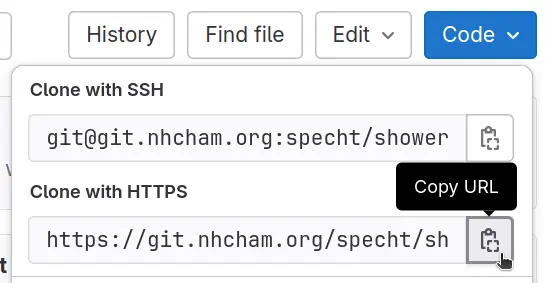 History Find file Edit Code
Clone with SSH
git@git.nhcham.org:specht/shower
Clone with HTTPS
Copy URL
https://git.nhcham.org/specht/sh